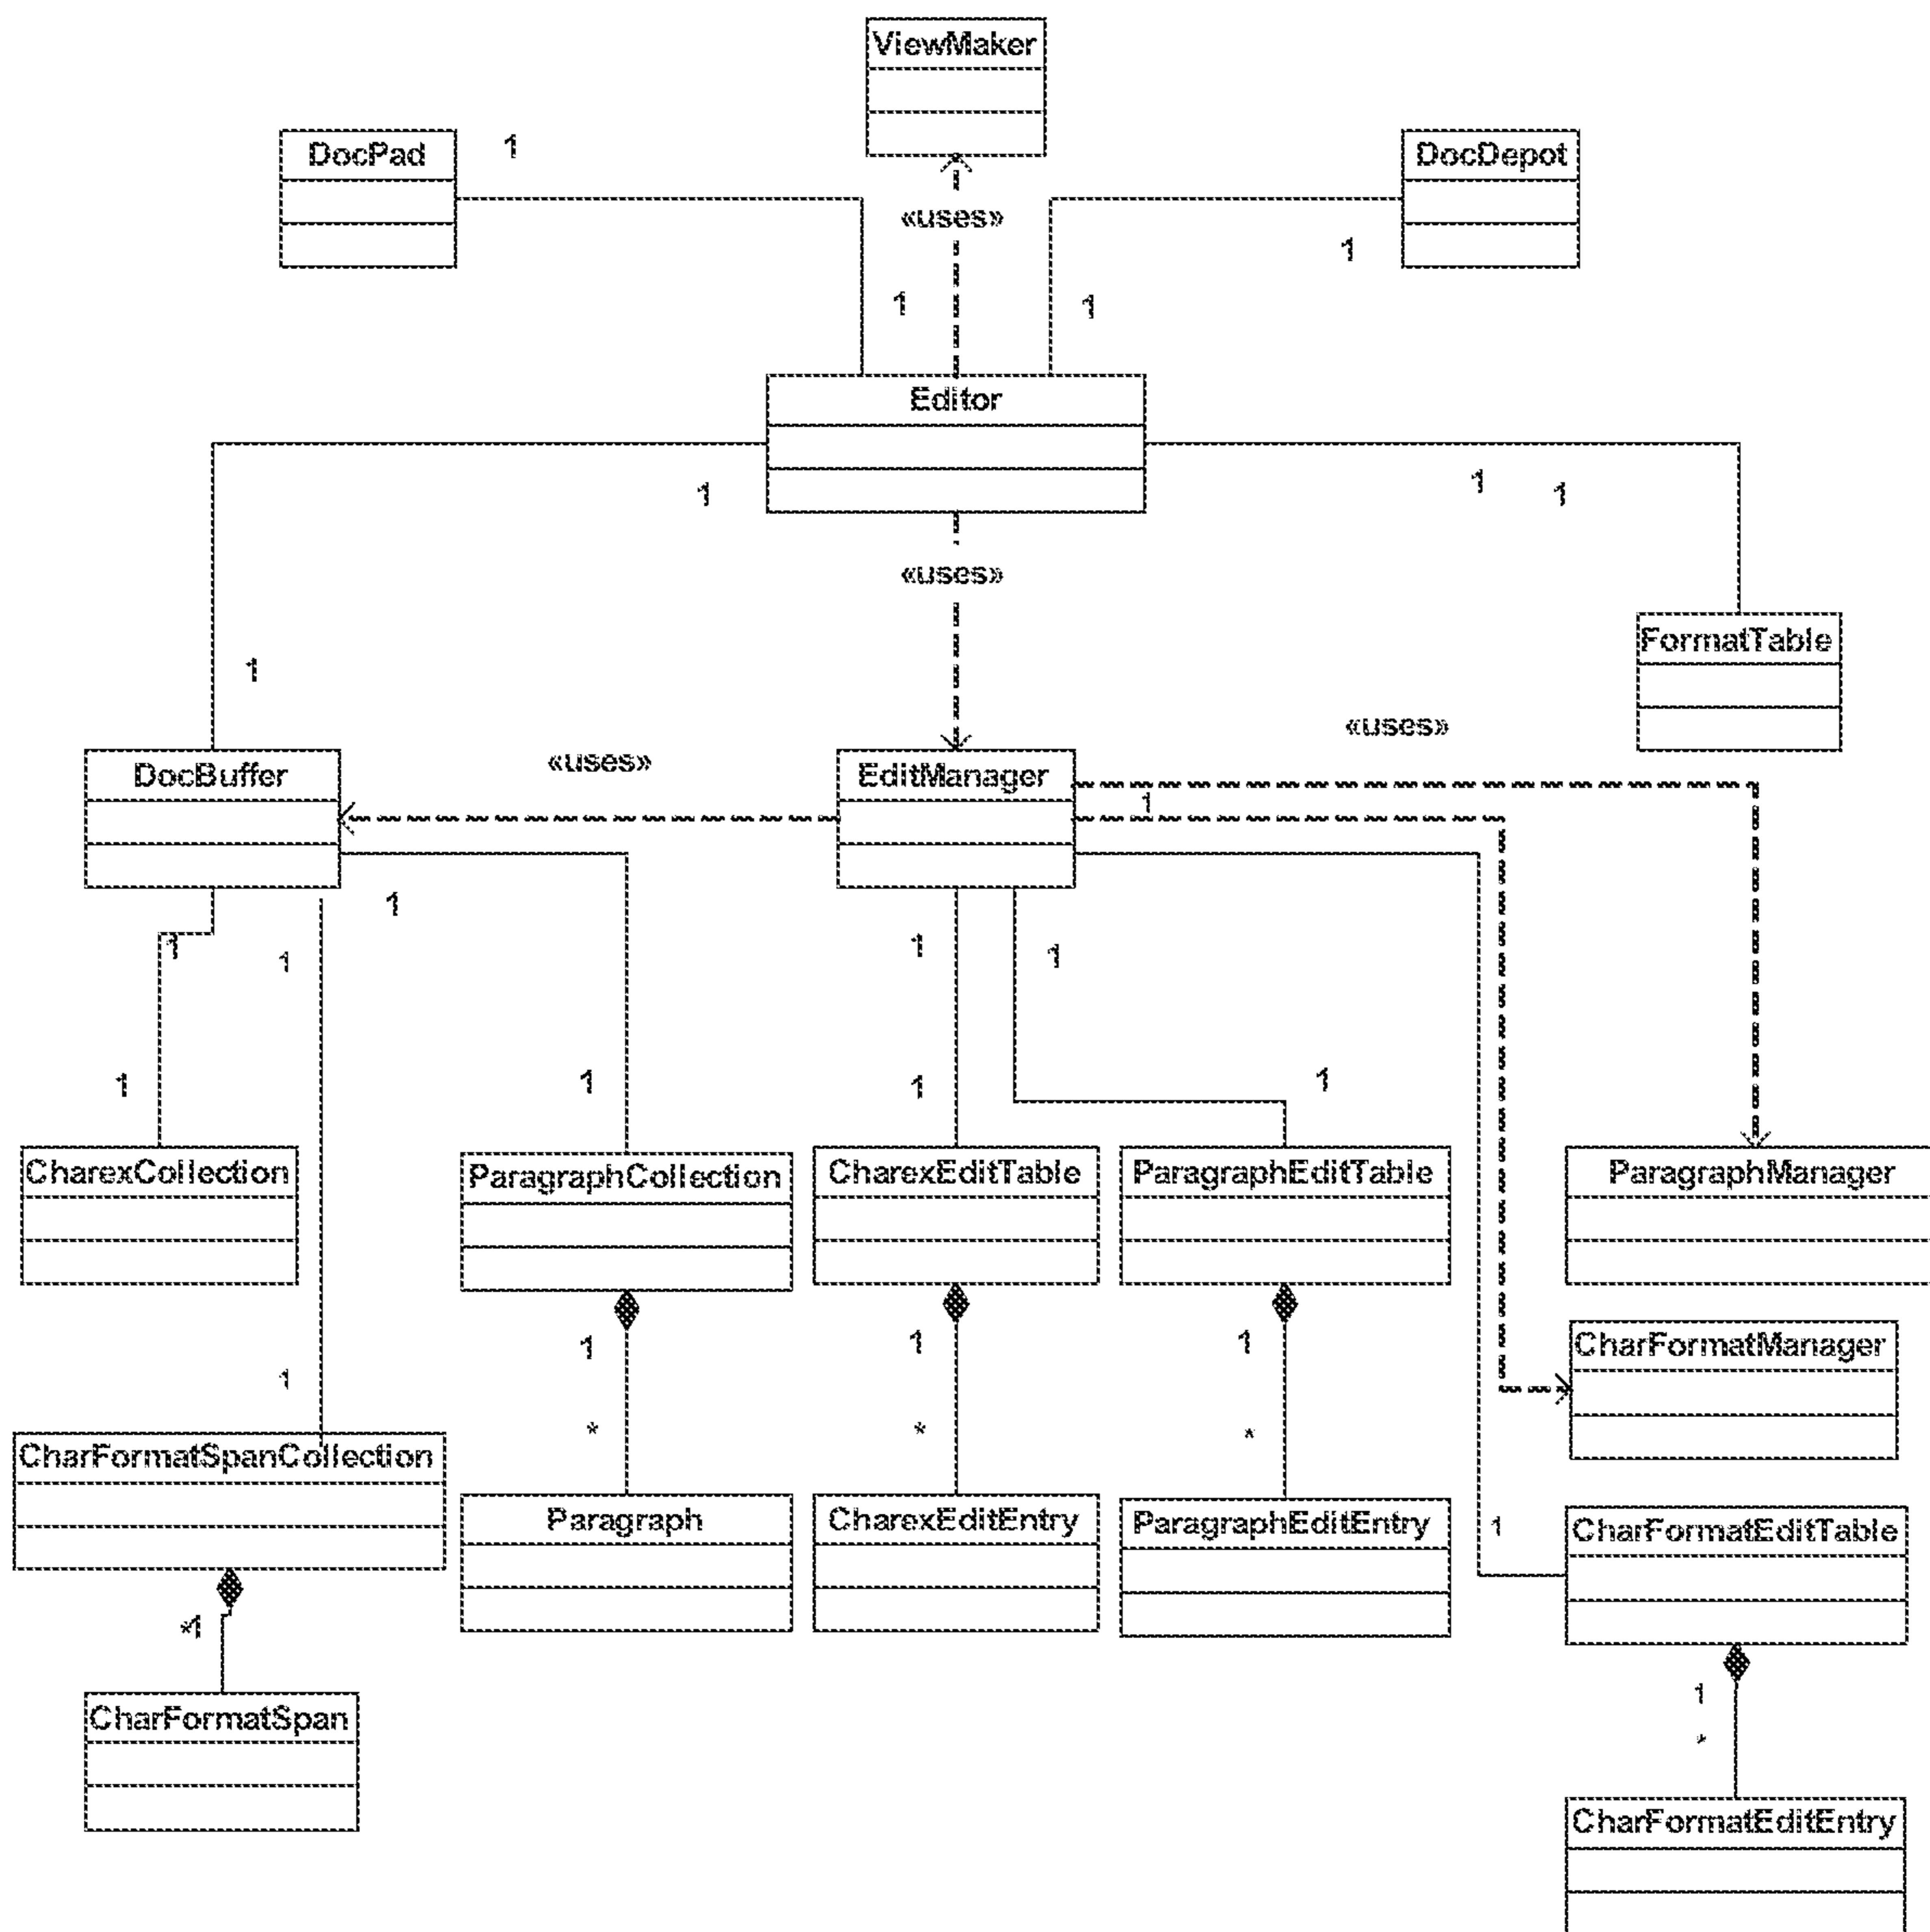 ViewMaker
DocPad
1
DocDepot
«uses»
1
1
1
Editor
1
1
1
«uses»
FormatTable
1
«uses»
«uses»
DocBuffer
EditManager
1
1
1
1
1
1
1
1
1
1
CharexCollection
ParagraphCollection
CharexEditTable
ParagraphEditTable
ParagraphManager
1
1
1
CharFormatManager
1
*
*
*
CharFormatSpanCollection
Paragraph
CharexEditEntry
ParagraphEditEntry
1
CharFormatEditTable
*1
1
*
CharFormatSpan
CharFormatEditEntry